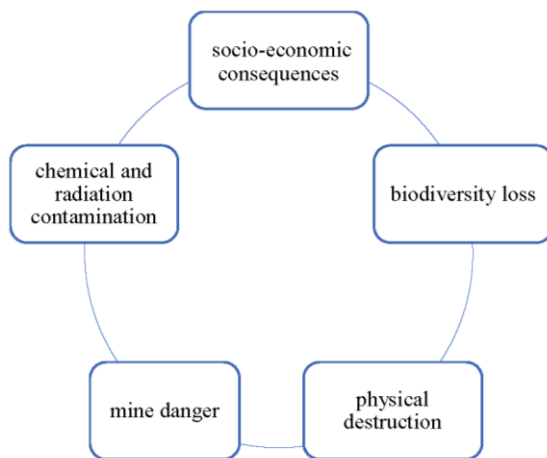 socio-economic
consequences
chemical and
radiation
contamination
biodiversity loss
mine danger
physical
destruction